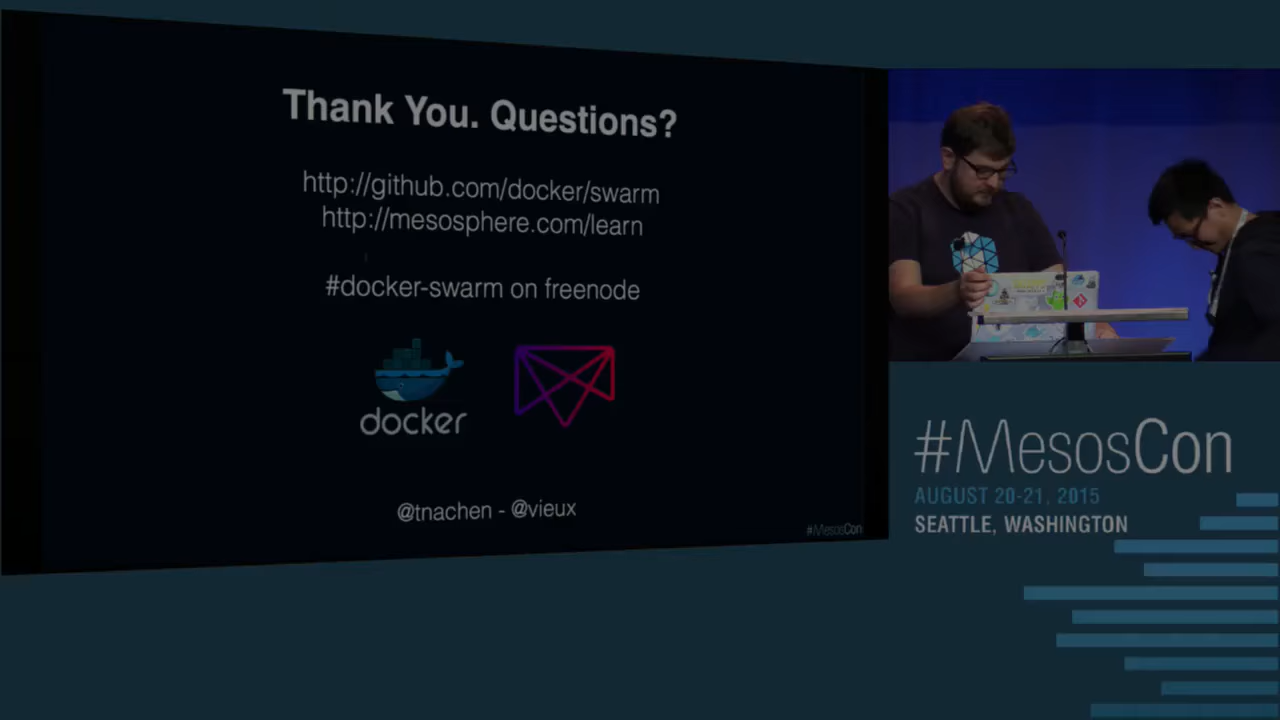 Thank You. Questions?
http://github.com/docker/swarm
http://mesosphere.com/learn
#docker-swarm on freenode
docker
@tnachen - @vieux
#MesosCon
#MesosCon
AUGUST 20-21, 2015
SEATTLE, WASHINGTON